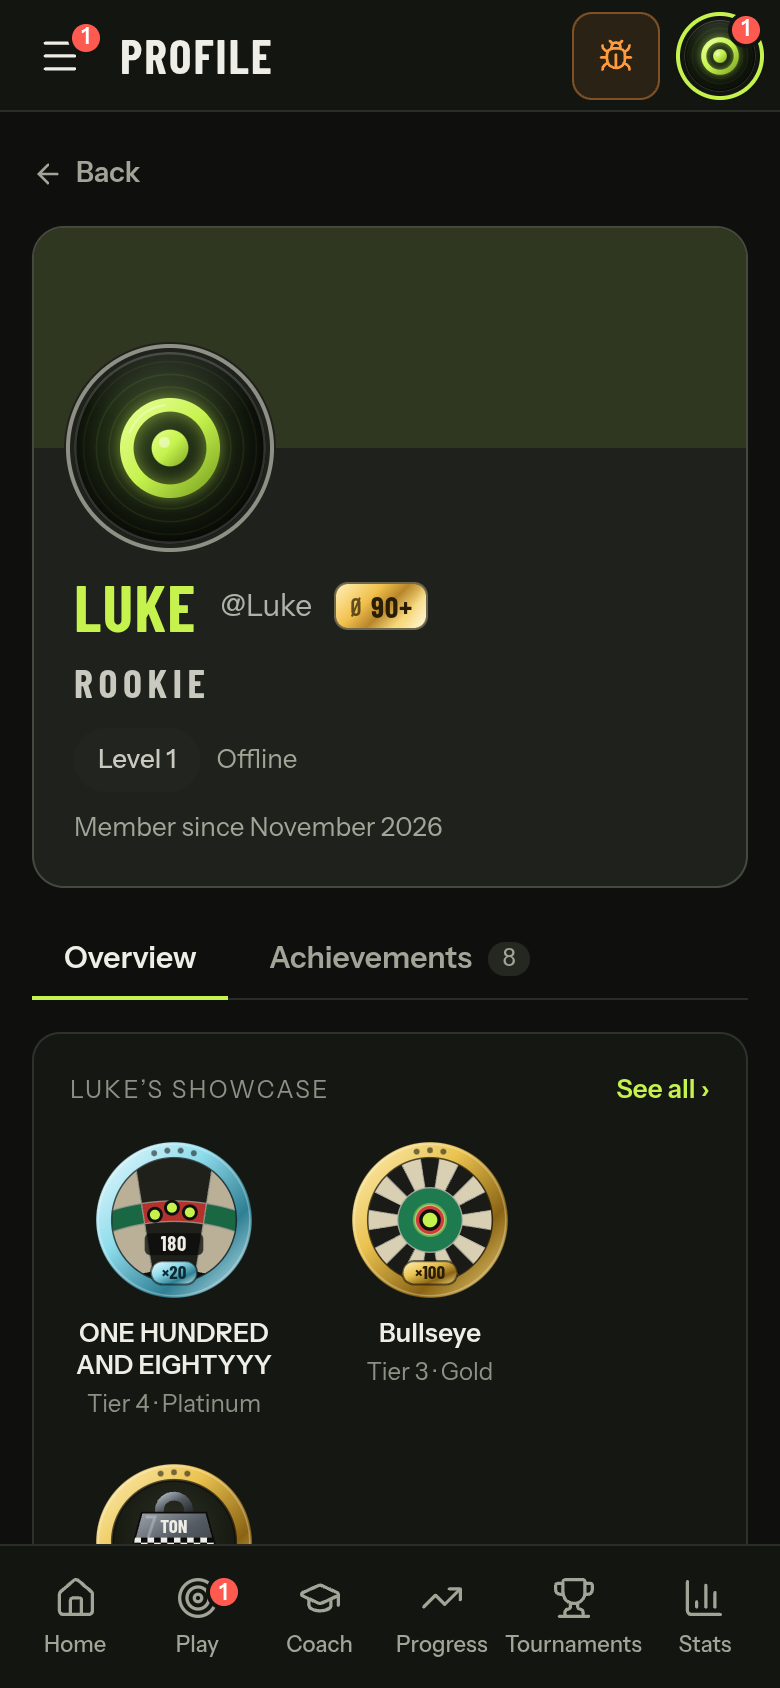 1
PROFILE
1
Back
LUKE @Luke Ø 90+
ROOKIE
Level 1 Offline
Member since November 2026
Overview Achievements 8
LUKE’S SHOWCASE See all ›
180
×20
×100
ONE HUNDRED
AND EIGHTYYY
Tier 4 · Platinum
Bullseye
Tier 3 · Gold
TON
1
Home Play Coach Progress Tournaments Stats